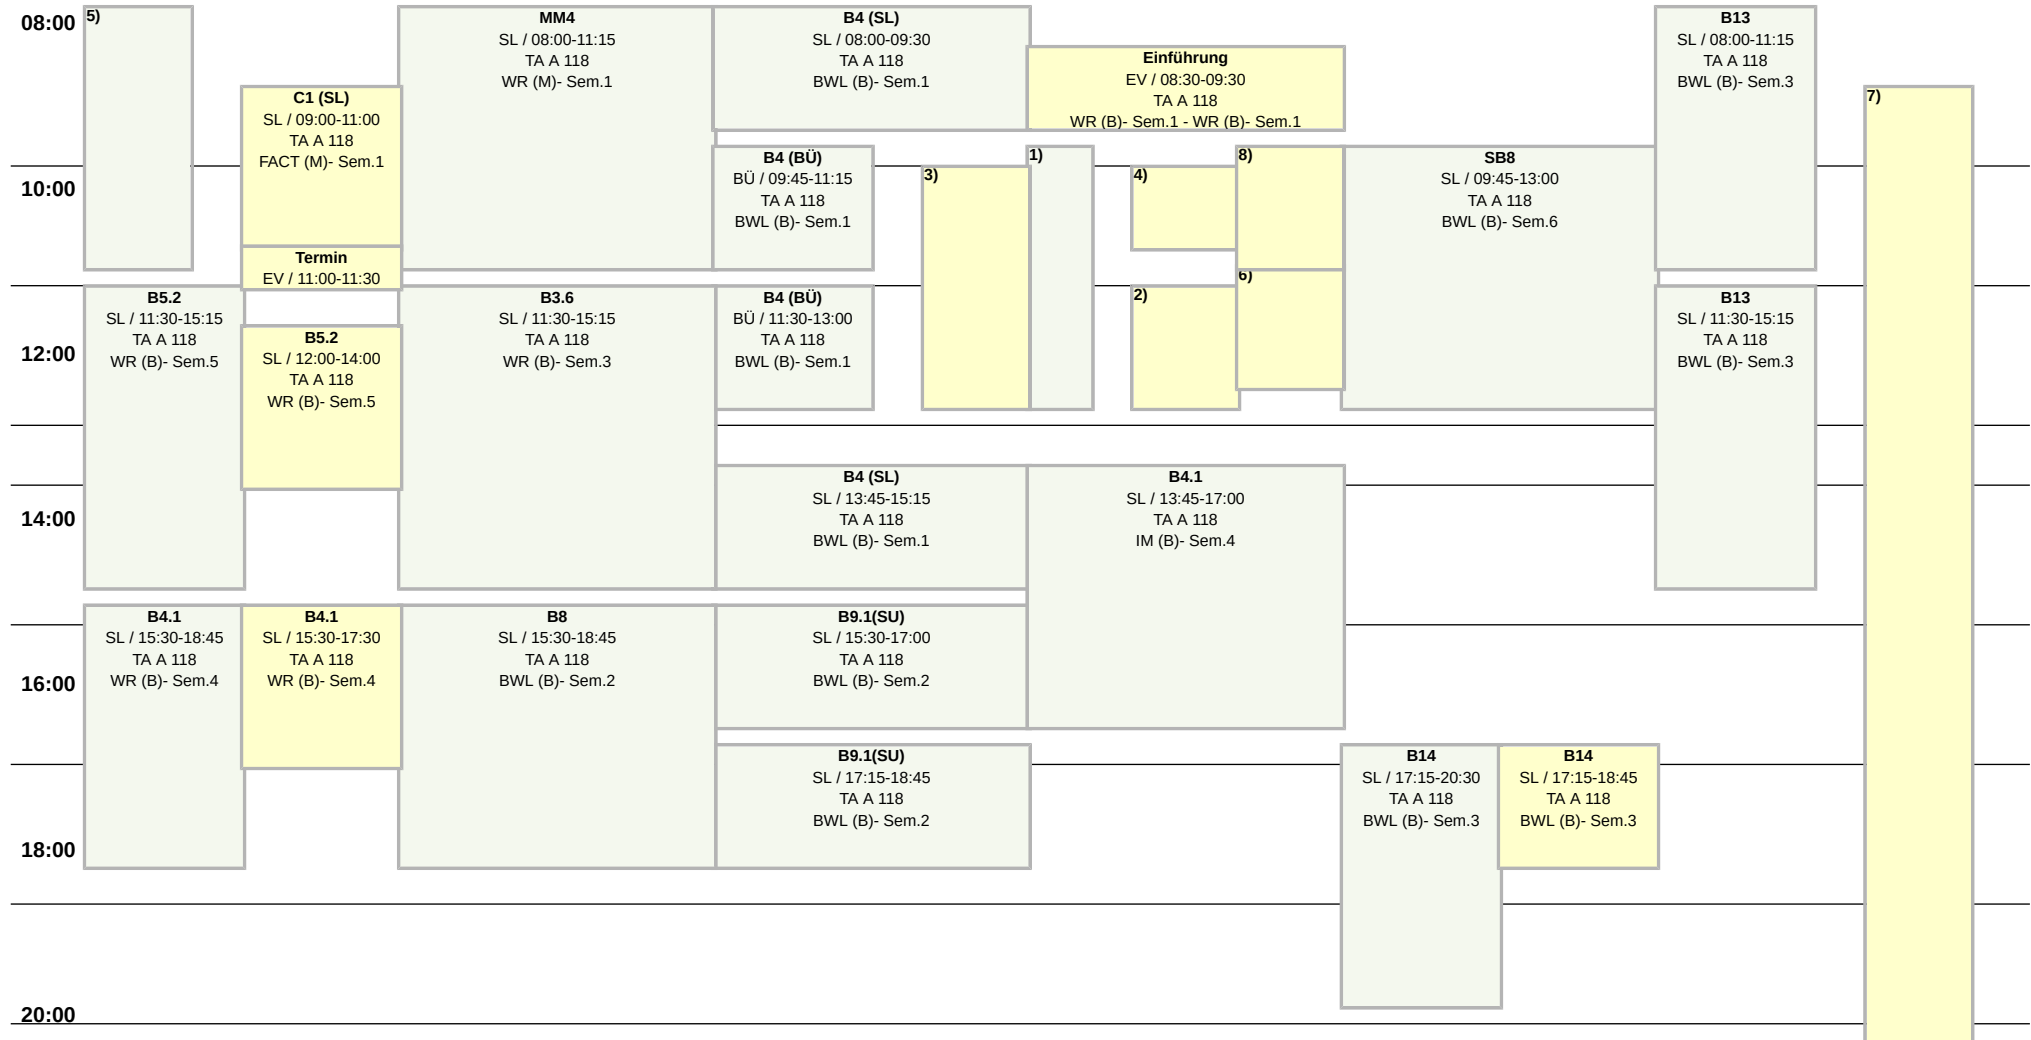 08:00
10:00
12:00
14:00
16:00
18:00
20:00
5)
B5.2
SL / 11:30-15:15
TA A 118
WR (B)- Sem.5
B4.1
SL / 15:30-18:45
TA A 118
WR (B)- Sem.4
C1 (SL)
SL / 09:00-11:00
TA A 118
FACT (M)- Sem.1
Termin
EV / 11:00-11:30
B5.2
SL / 12:00-14:00
TA A 118
WR (B)- Sem.5
B4.1
SL / 15:30-17:30
TA A 118
WR (B)- Sem.4
MM4
SL / 08:00-11:15
TA A 118
WR (M)- Sem.1
B3.6
SL / 11:30-15:15
TA A 118
WR (B)- Sem.3
B8
SL / 15:30-18:45
TA A 118
BWL (B)- Sem.2
B4 (SL)
SL / 08:00-09:30
TA A 118
BWL (B)- Sem.1
B4 (BÜ)
BÜ / 09:45-11:15
TA A 118
BWL (B)- Sem.1
B4 (BÜ)
BÜ / 11:30-13:00
TA A 118
BWL (B)- Sem.1
3)
B4 (SL)
SL / 13:45-15:15
TA A 118
BWL (B)- Sem.1
B9.1(SU)
SL / 15:30-17:00
TA A 118
BWL (B)- Sem.2
B9.1(SU)
SL / 17:15-18:45
TA A 118
BWL (B)- Sem.2
Einführung
EV / 08:30-09:30
TA A 118
WR (B)- Sem.1 - WR (B)- Sem.1
1)
4)
8)
2)
6)
B4.1
SL / 13:45-17:00
TA A 118
IM (B)- Sem.4
SB8
SL / 09:45-13:00
TA A 118
BWL (B)- Sem.6
B14
SL / 17:15-20:30
TA A 118
BWL (B)- Sem.3
B14
SL / 17:15-18:45
TA A 118
BWL (B)- Sem.3
B13
SL / 08:00-11:15
TA A 118
BWL (B)- Sem.3
B13
SL / 11:30-15:15
TA A 118
BWL (B)- Sem.3
7)